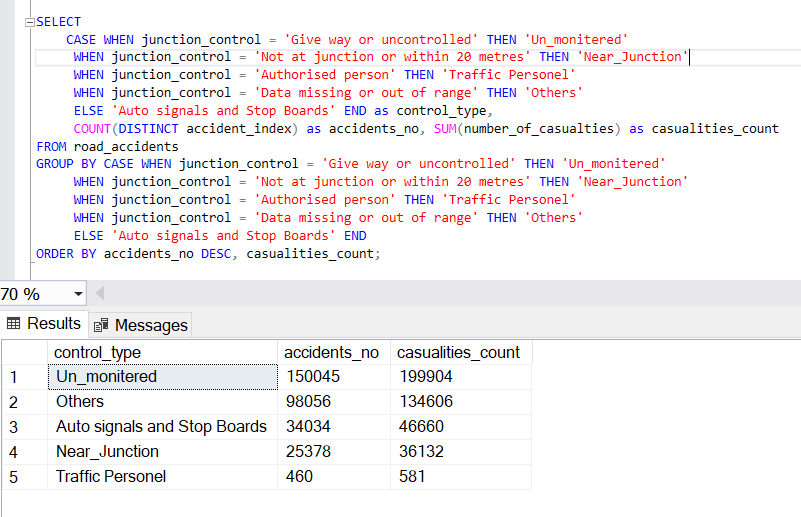 SELECT
CASE WHEN junction_control = 'Give way or uncontrolled' THEN 'Un_monitered'
WHEN junction_control = 'Not at junction or within 20 metres' THEN 'Near_Junction'
WHEN junction_control = 'Authorised person' THEN 'Traffic Personel'
WHEN junction_control = 'Data missing or out of range' THEN 'Others'
ELSE 'Auto signals and Stop Boards' END as control_type,
COUNT(DISTINCT accident_index) as accidents_no, SUM(number_of_casualties) as casualities_count
FROM road_accidents
GROUP BY CASE WHEN junction_control = 'Give way or uncontrolled' THEN 'Un_monitered'
WHEN junction_control = 'Not at junction or within 20 metres' THEN 'Near_Junction'
WHEN junction_control = 'Authorised person' THEN 'Traffic Personel'
WHEN junction_control = 'Data missing or out of range' THEN 'Others'
ELSE 'Auto signals and Stop Boards' END
ORDER BY accidents_no DESC, casualities_count;
70 %
Results Messages
control_type accidents_no casualities_count
1 Un_monitered 150045 199904
2 Others 98056 134606
3 Auto signals and Stop Boards 34034 46660
4 Near_Junction 25378 36132
5 Traffic Personel 460 581